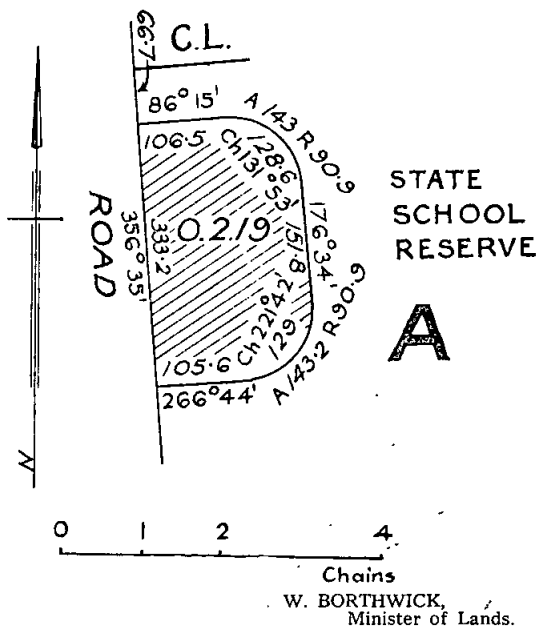 66·7
C.L.
86° 15'
A 143 R 90·9
106·5
128·6
Ch 131° 53'
STATE
SCHOOL
RESERVE
ROAD
356° 35'
333·2
0.2.19
151·8
176° 34'
A
Ch 221° 42'
129
A 143·2 R 90·9
105·6
266° 44'
N
0 1 2 4
Chains
W. BORTHWICK,
Minister of Lands.